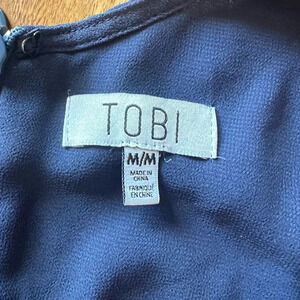 TOBI
M/M
MADE IN
CHINA
FABRIQUÉ
EN CHINE